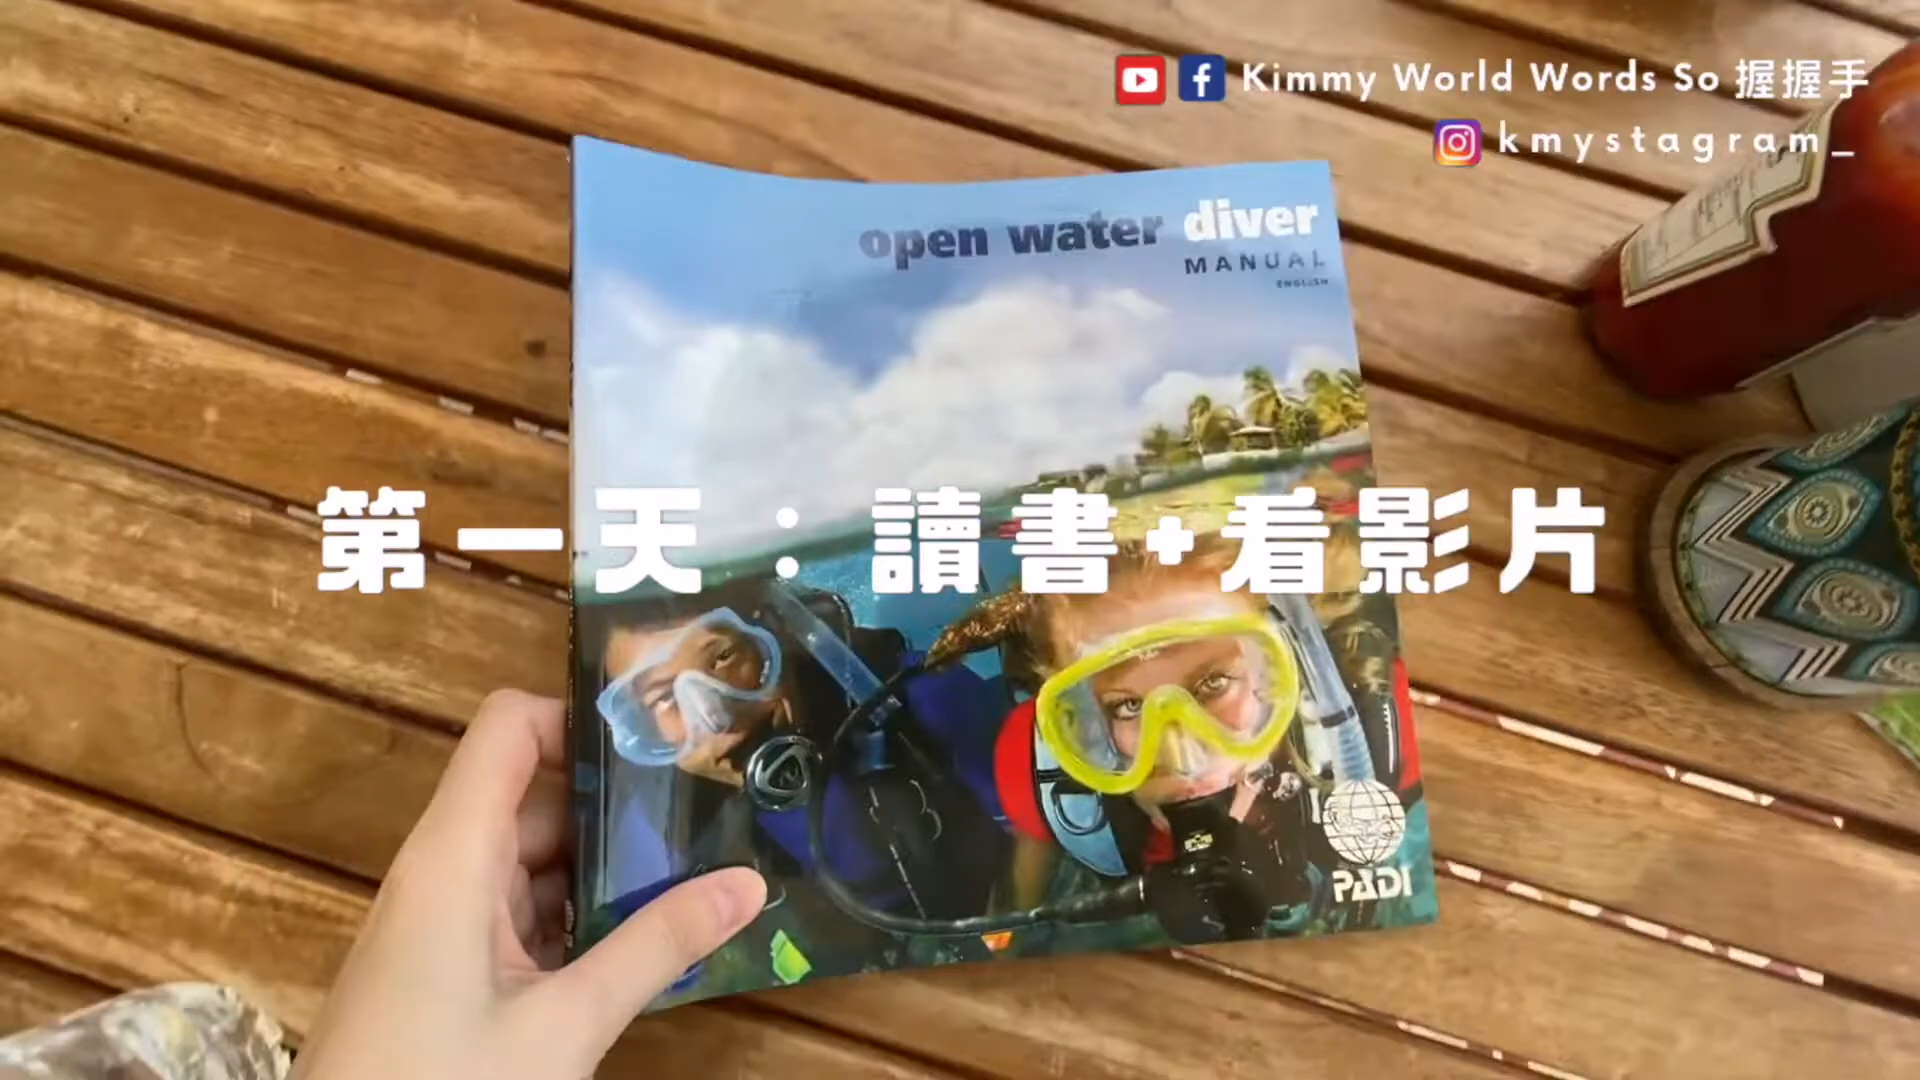 Kimmy World Words So 握握手
kmystagram_
open water diver
MANUAL
ENGLISH
第一天：讀書+看影片
PADI